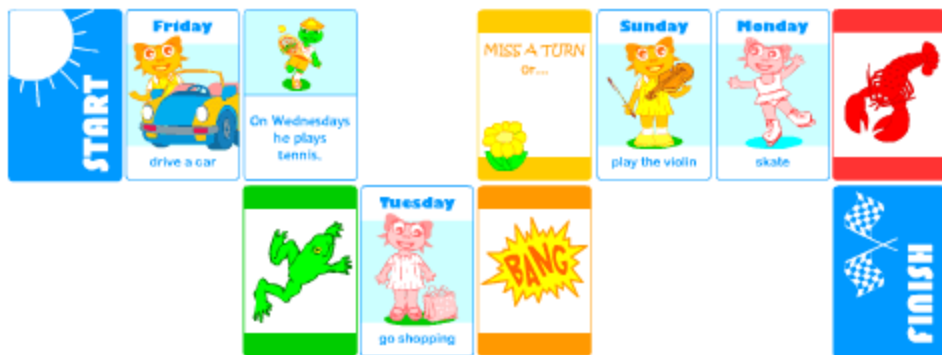 START
Friday
drive a car
On Wednesdays
he plays
tennis.
MISS A TURN
or...
Sunday
play the violin
Monday
skate
Tuesday
go shopping
BANG
FINISH